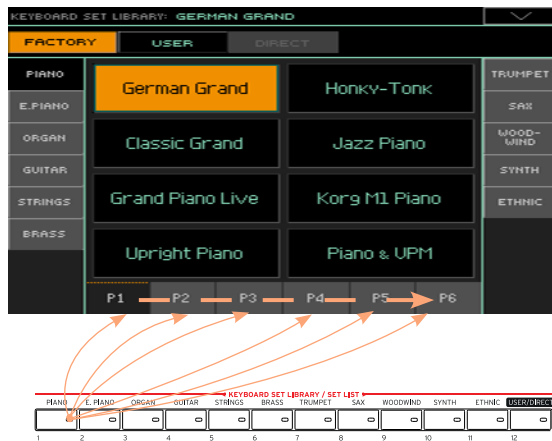 KEYBOARD SET LIBRARY: GERMAN GRAND
FACTORY USER DIRECT
PIANO
E.PIANO
ORGAN
GUITAR
STRINGS
BRASS
German Grand Honky-Tonk
Classic Grand Jazz Piano
Grand Piano Live Korg M1 Piano
Upright Piano Piano & VPM
TRUMPET
SAX
WOOD-
WIND
SYNTH
ETHNIC
P1 P2 P3 P4 P5 P6
KEYBOARD SET LIBRARY / SET LIST
PIANO E. PIANO ORGAN GUITAR STRINGS BRASS TRUMPET SAX WOODWIND SYNTH ETHNIC USER/DIRECT
1 2 3 4 5 6 7 8 9 10 11 12